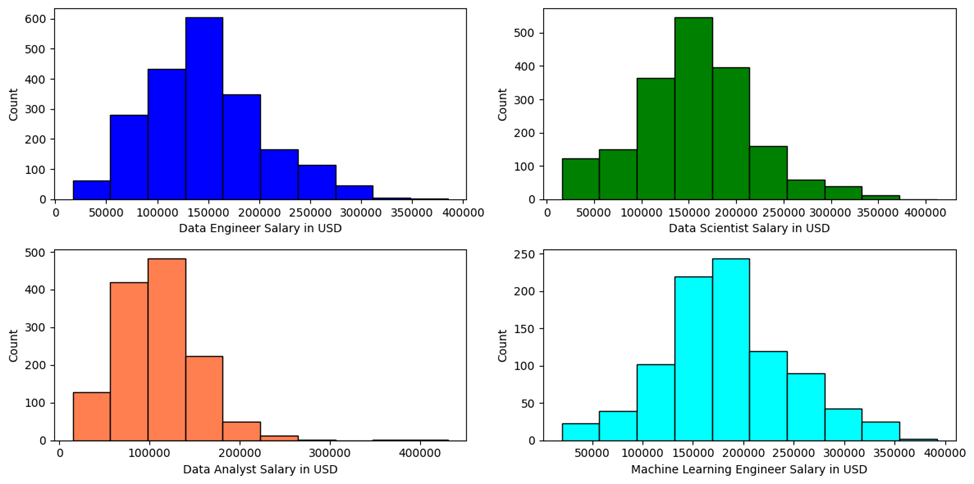 600
500
400
300
200
100
0
Count
0 50000 100000 150000 200000 250000 300000 350000 400000
Data Engineer Salary in USD
500
400
300
200
100
0
Count
0 50000 100000 150000 200000 250000 300000 350000 400000
Data Scientist Salary in USD
500
400
300
200
100
0
Count
0 100000 200000 300000 400000
Data Analyst Salary in USD
250
200
150
100
50
0
Count
50000 100000 150000 200000 250000 300000 350000 400000
Machine Learning Engineer Salary in USD